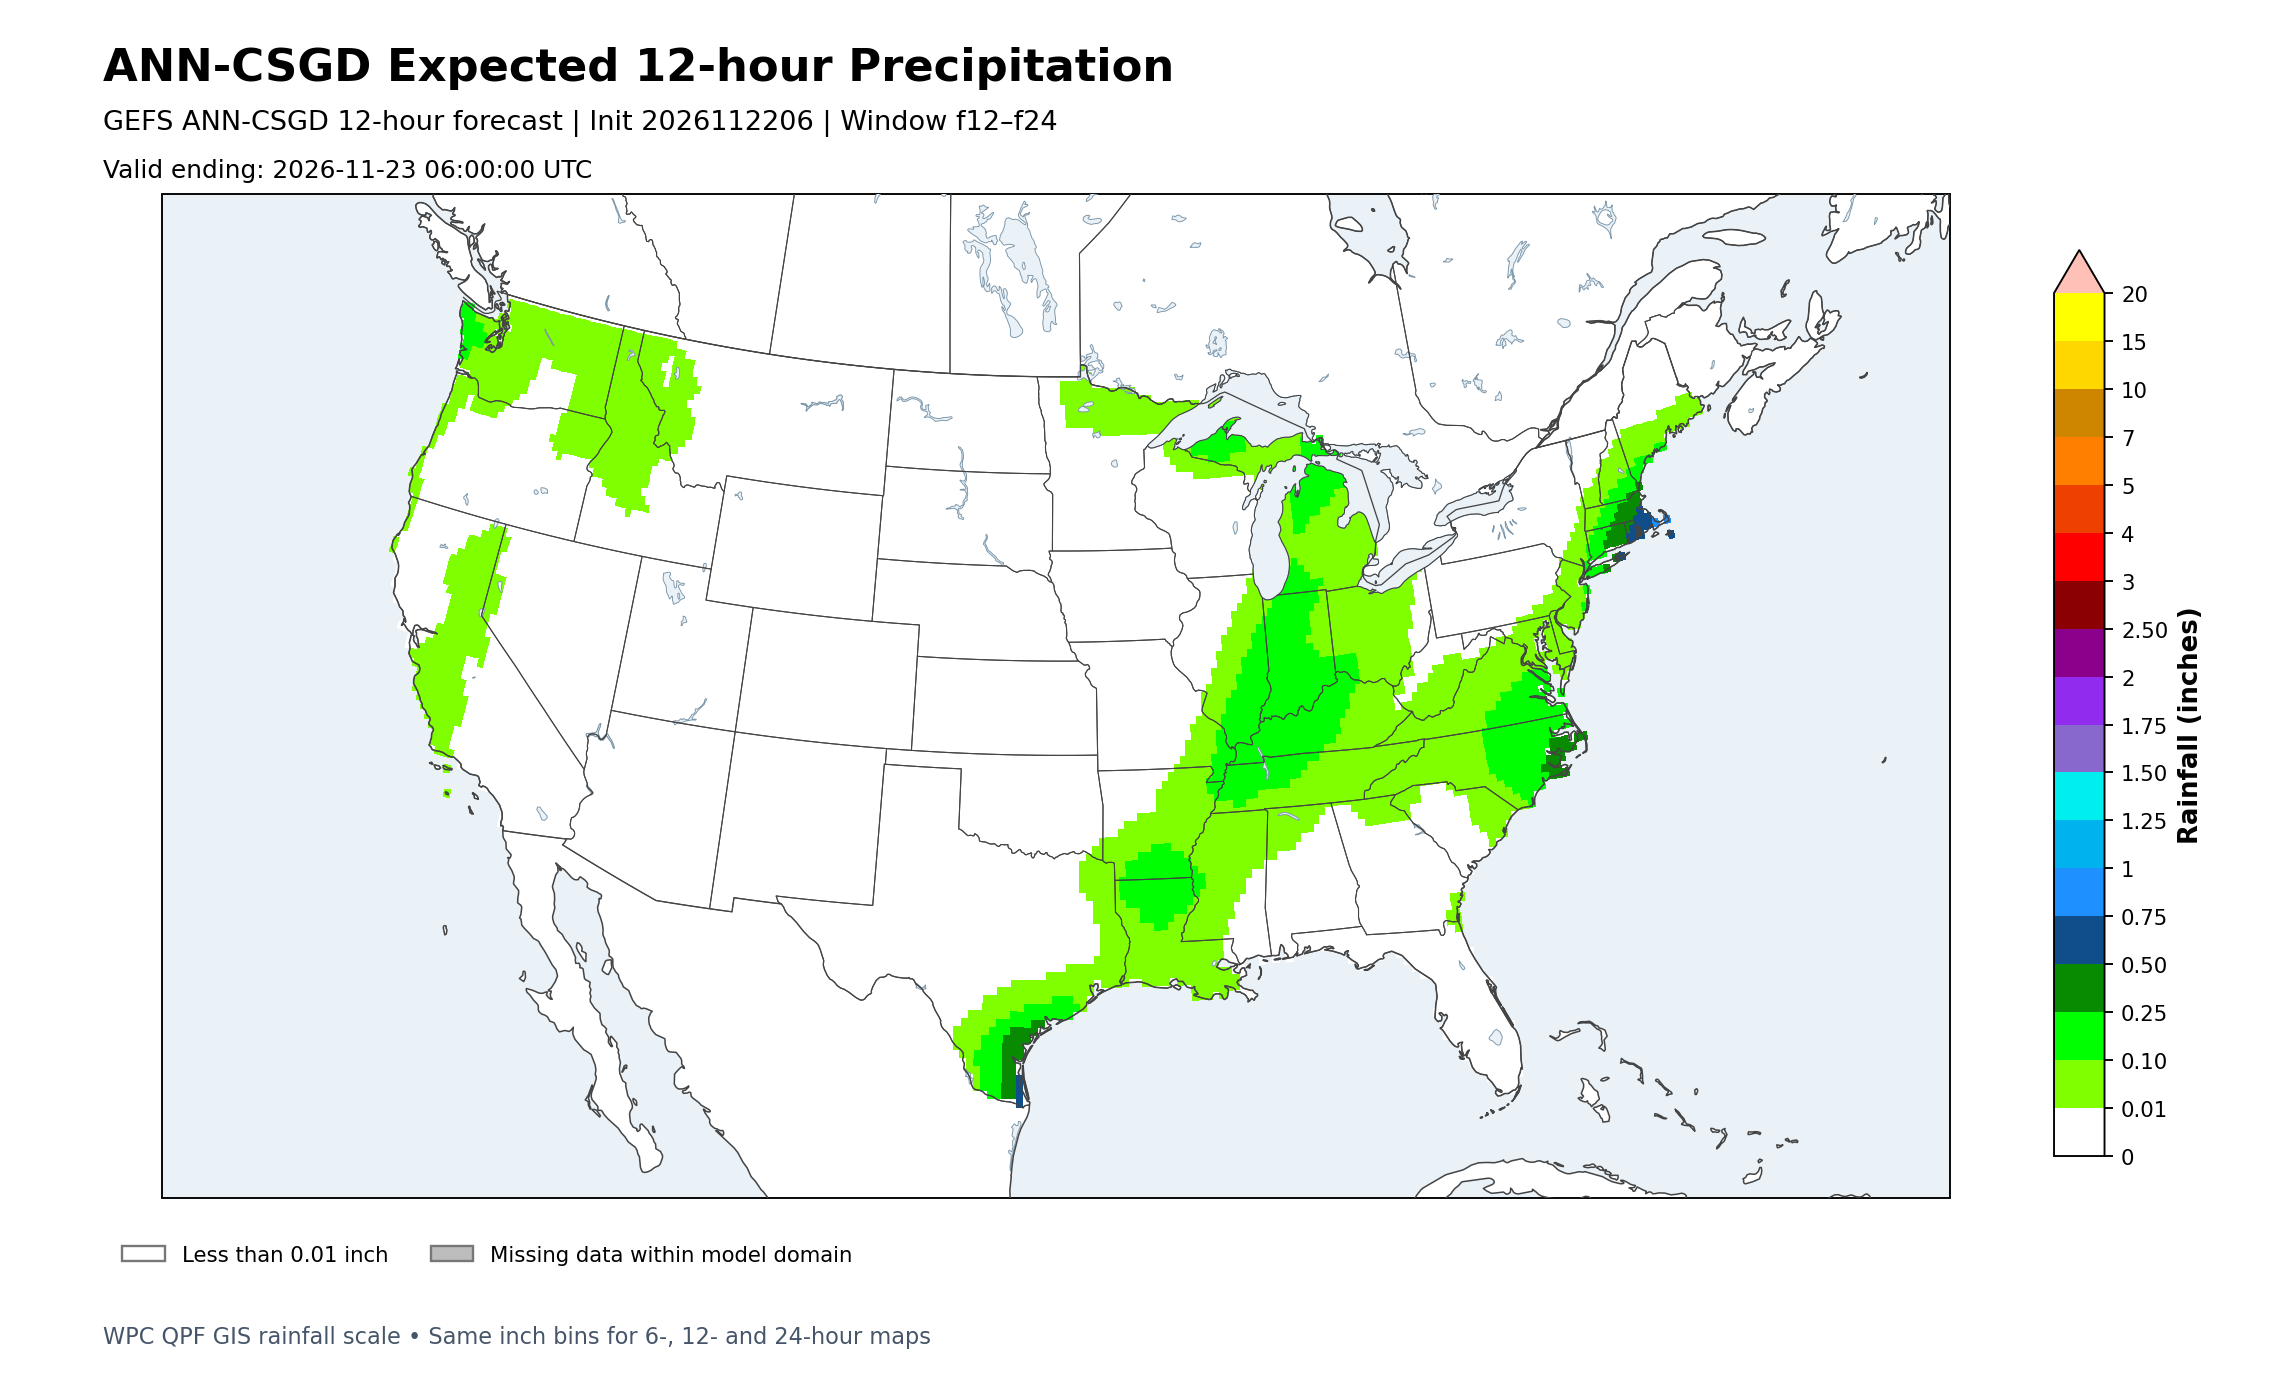 ANN-CSGD Expected 12-hour Precipitation
GEFS ANN-CSGD 12-hour forecast | Init 2026112206 | Window f12–f24
Valid ending: 2026-11-23 06:00:00 UTC
20
15
10
7
5
4
3
2.50
2
1.75
1.50
1.25
1
0.75
0.50
0.25
0.10
0.01
0
Rainfall (inches)
Less than 0.01 inch
Missing data within model domain
WPC QPF GIS rainfall scale • Same inch bins for 6-, 12- and 24-hour maps